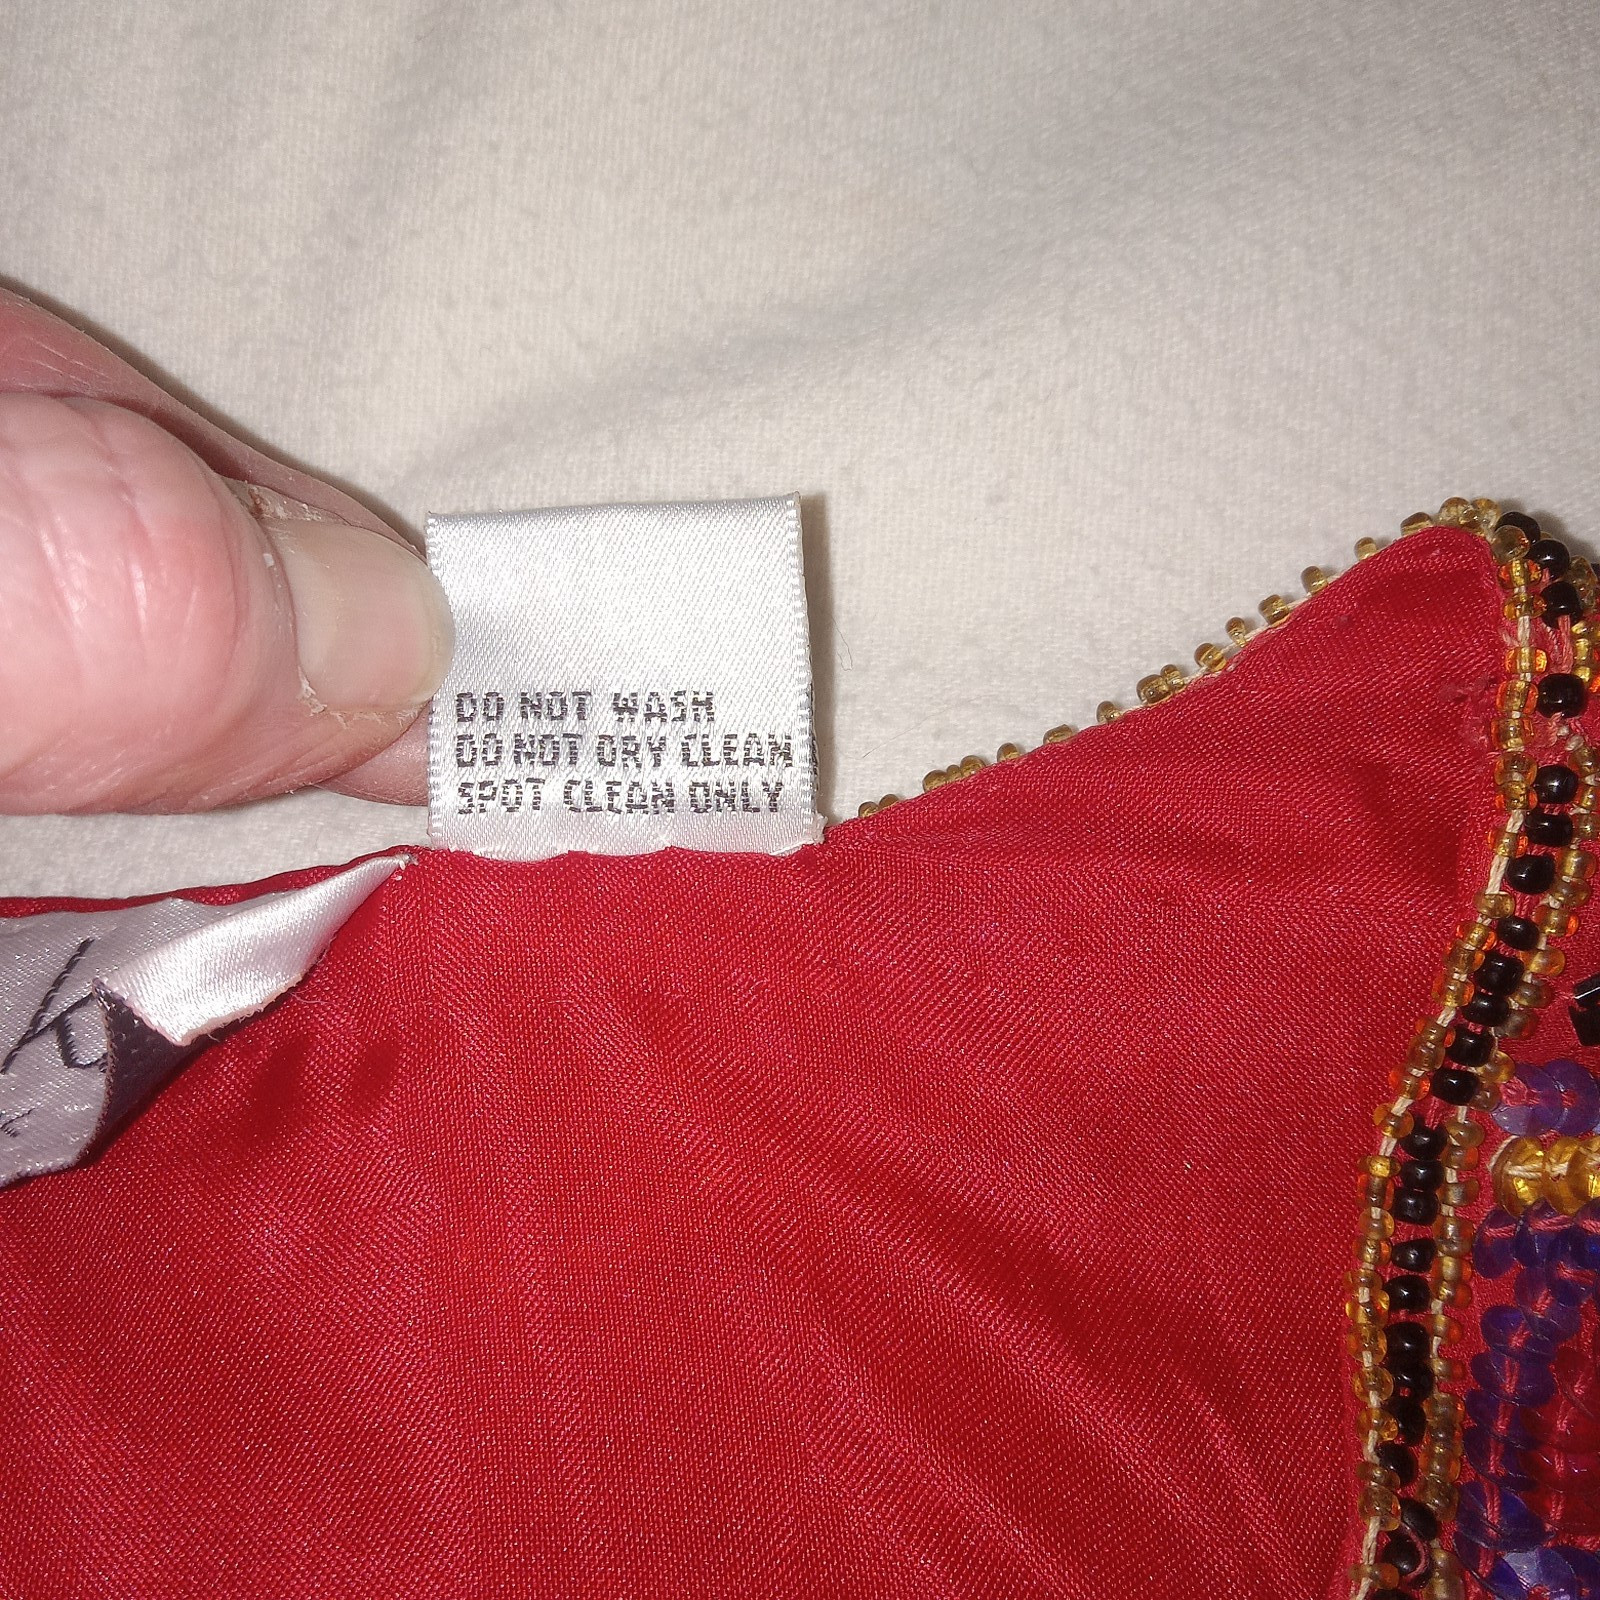 DO NOT WASH
DO NOT DRY CLEAN
SPOT CLEAN ONLY